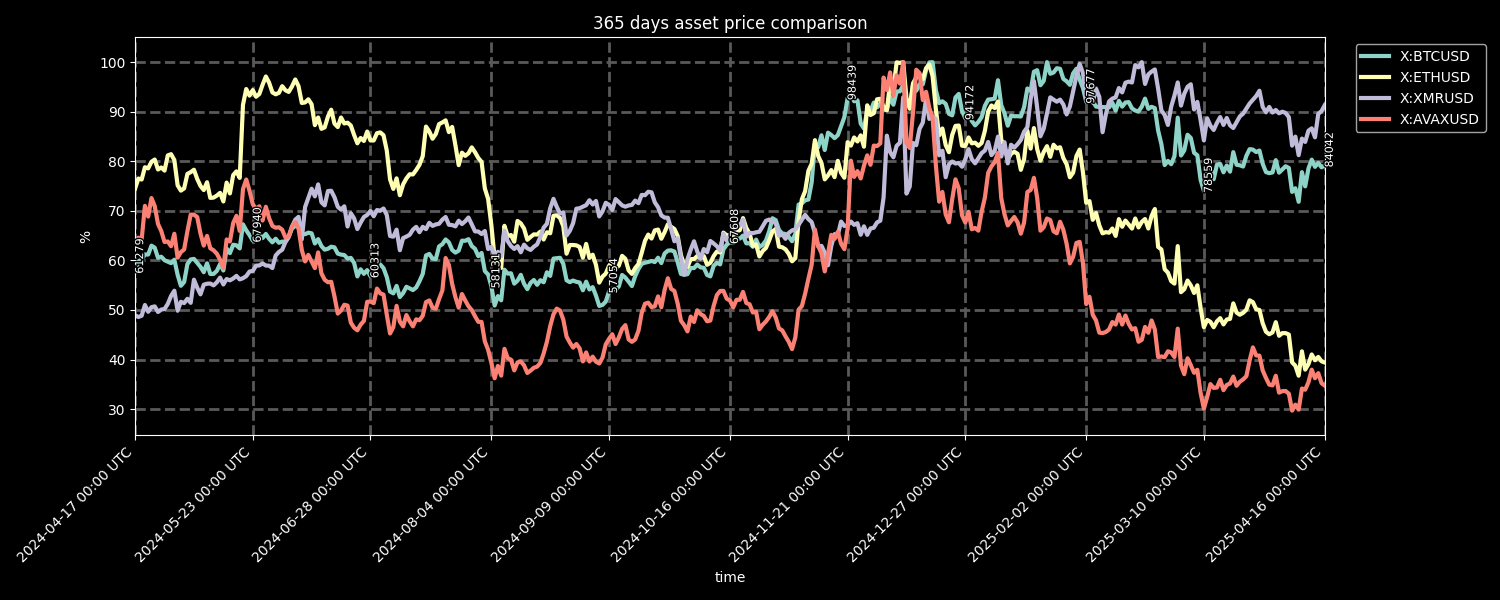 365 days asset price comparison
X:BTCUSD
X:ETHUSD
X:XMRUSD
X:AVAXUSD
100
90
80
70
60
50
40
30
%
67940
60313
57054
67608
98439
94172
97677
78559
84042
2024-04-17 00:00 UTC
2024-05-23 00:00 UTC
2024-06-28 00:00 UTC
2024-08-04 00:00 UTC
2024-09-09 00:00 UTC
2024-10-16 00:00 UTC
2024-11-21 00:00 UTC
2024-12-27 00:00 UTC
2025-02-02 00:00 UTC
2025-03-10 00:00 UTC
2025-04-16 00:00 UTC
time